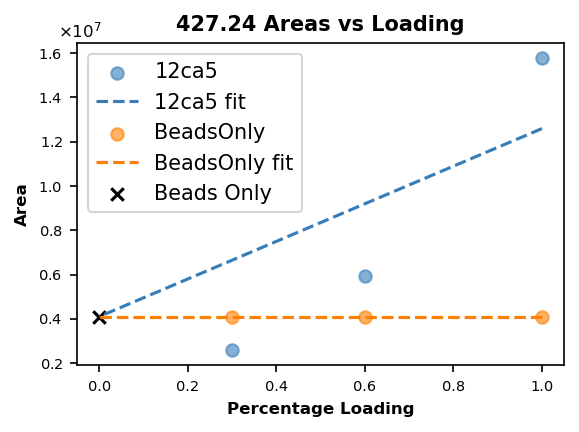 427.24 Areas vs Loading
×10⁷
1.6
1.4
1.2
1.0
0.8
0.6
0.4
0.2
Area
12ca5
12ca5 fit
BeadsOnly
BeadsOnly fit
Beads Only
0.0 0.2 0.4 0.6 0.8 1.0
Percentage Loading